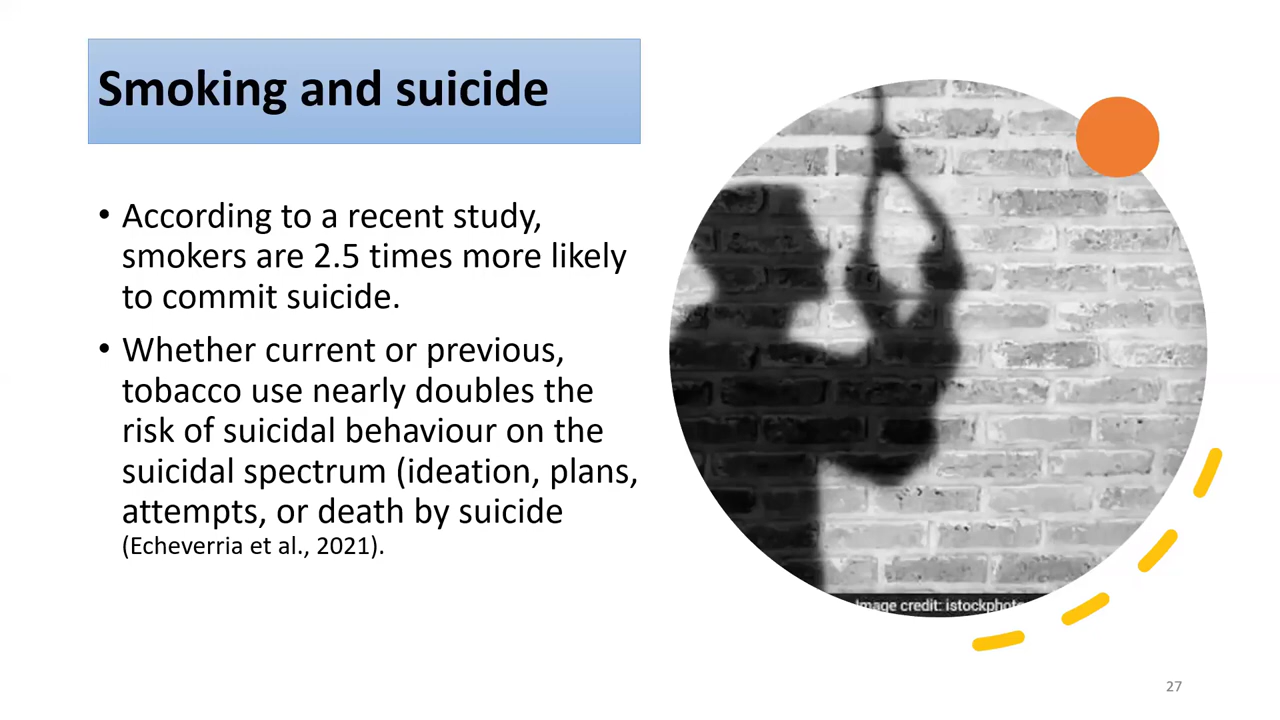 Smoking and suicide
• According to a recent study,
smokers are 2.5 times more likely
to commit suicide.
• Whether current or previous,
tobacco use nearly doubles the
risk of suicidal behaviour on the
suicidal spectrum (ideation, plans,
attempts, or death by suicide
(Echeverria et al., 2021).
Image credit: istockphoto
27